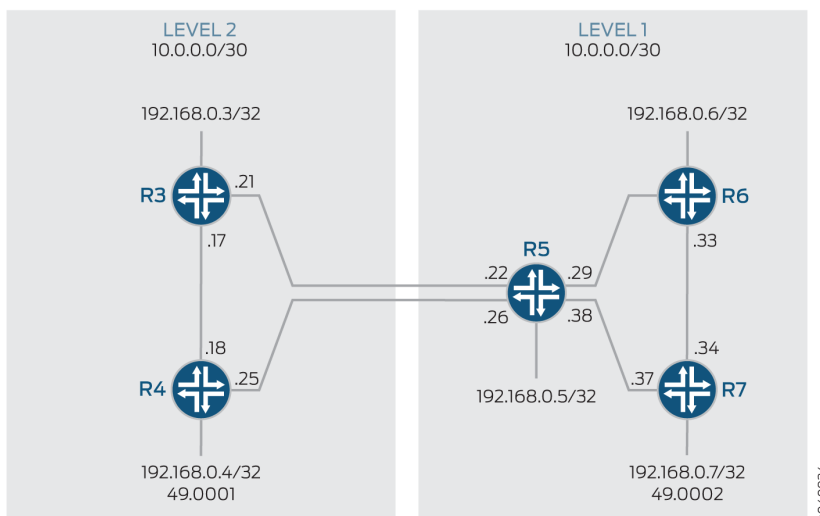 LEVEL 2
10.0.0.0/30
192.168.0.3/32
R3
.21
.17
.18
R4
.25
192.168.0.4/32
49.0001
LEVEL 1
10.0.0.0/30
192.168.0.6/32
R6
.33
R5
.22
.29
.26
.38
192.168.0.5/32
.34
.37
R7
192.168.0.7/32
49.0002